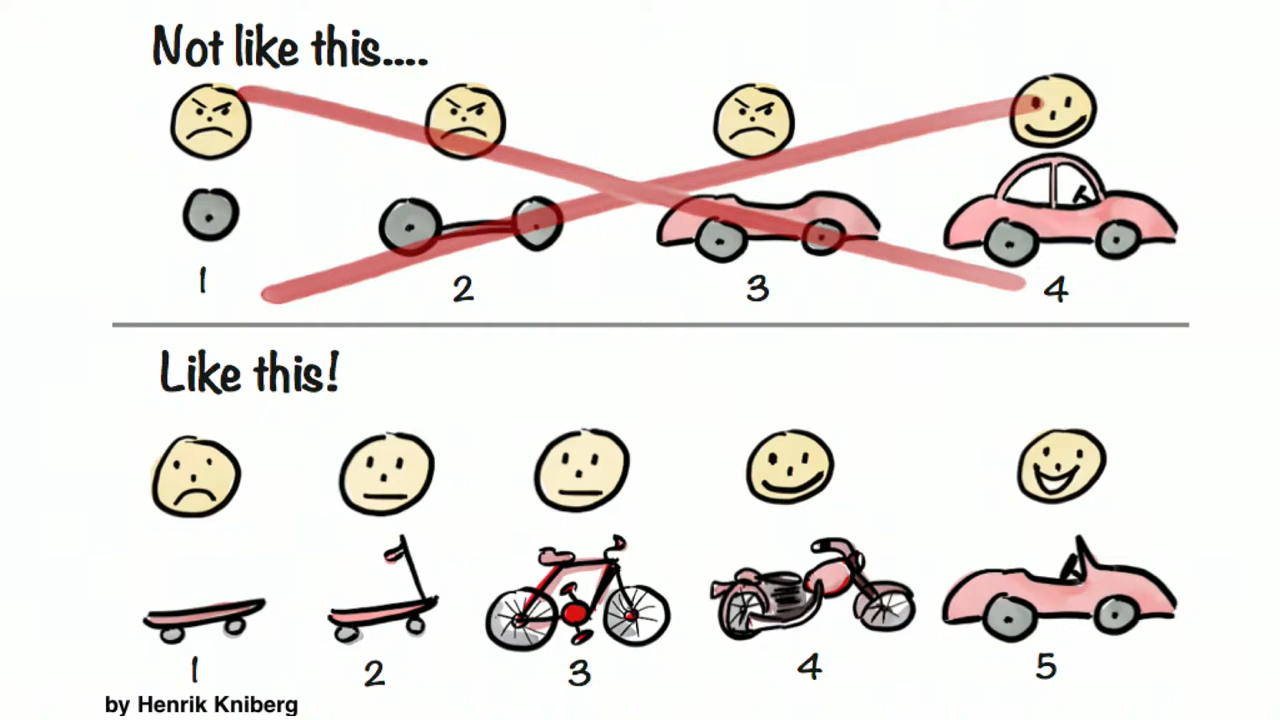 Not like this....
1 2 3 4
Like this!
1 2 3 4 5
by Henrik Kniberg